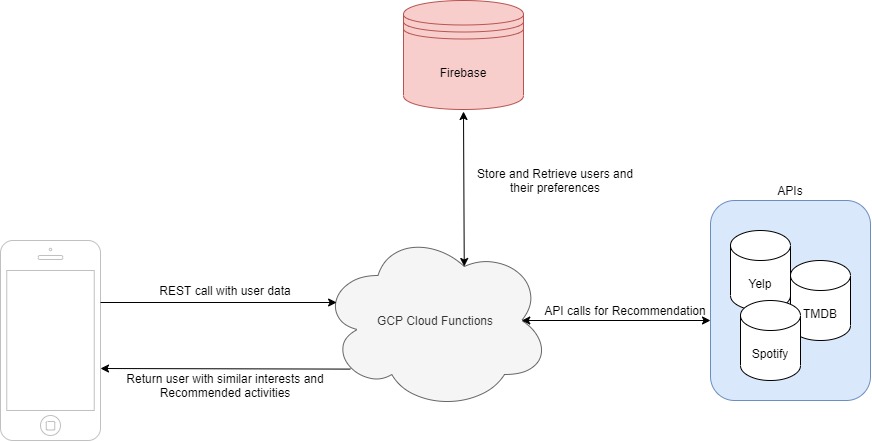 Firebase
Store and Retrieve users and
their preferences
APIs
Yelp
TMDB
Spotify
REST call with user data
GCP Cloud Functions
API calls for Recommendation
Return user with similar interests and
Recommended activities